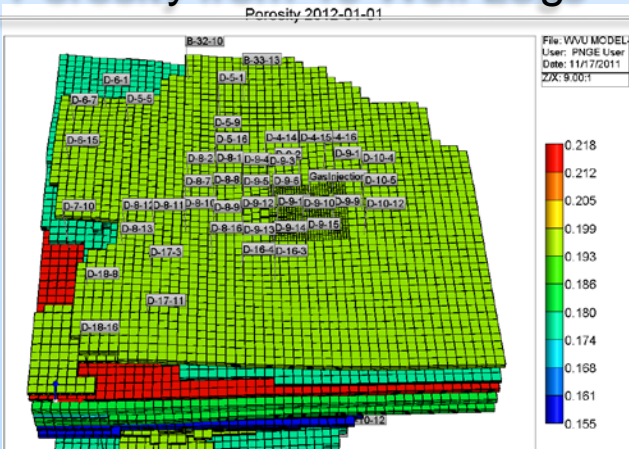 Porosity 2012-01-01
File: WVU MODEL
User: PNGE User
Date: 11/17/2011
Z/X: 9.00:1
B-32-10
B-33-13
D-6-1
D-5-1
D-6-7
D-5-5
D-5-9
D-6-15
D-5-16
D-4-14
D-4-15
4-16
D-8-2
D-8-1
D-9-4
D-9-3
D-9-1
D-10-4
D-8-7
D-8-8
D-9-5
D-9-6
GasInjection
D-10-5
D-7-10
D-8-12
D-8-11
D-8-10
D-8-9
D-9-12
D-9-1
D-9-10
D-9-9
D-10-12
D-8-13
D-8-16
D-9-13
D-9-14
D-9-15
D-17-3
D-16-4
D-16-3
D-18-8
D-17-11
D-18-16
10-12
0.218
0.212
0.205
0.199
0.193
0.186
0.180
0.174
0.168
0.161
0.155